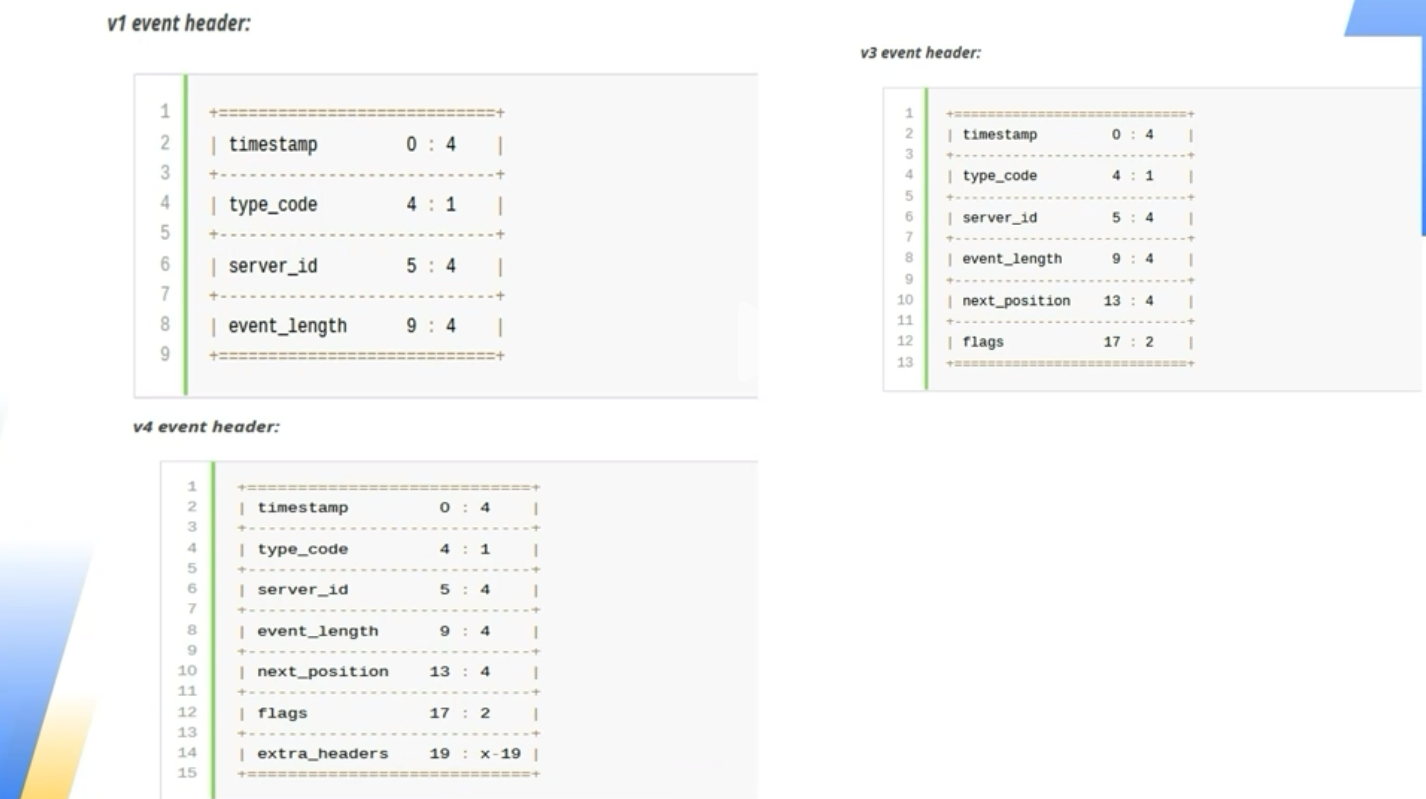 v1 event header:
1 +===========================+
2 | timestamp 0 : 4 |
3 +---------------------------+
4 | type_code 4 : 1 |
5 +---------------------------+
6 | server_id 5 : 4 |
7 +---------------------------+
8 | event_length 9 : 4 |
9 +===========================+
v3 event header:
1 +===========================+
2 | timestamp 0 : 4 |
3 +---------------------------+
4 | type_code 4 : 1 |
5 +---------------------------+
6 | server_id 5 : 4 |
7 +---------------------------+
8 | event_length 9 : 4 |
9 +---------------------------+
10 | next_position 13 : 4 |
11 +---------------------------+
12 | flags 17 : 2 |
13 +===========================+
v4 event header:
1 +===========================+
2 | timestamp 0 : 4 |
3 +---------------------------+
4 | type_code 4 : 1 |
5 +---------------------------+
6 | server_id 5 : 4 |
7 +---------------------------+
8 | event_length 9 : 4 |
9 +---------------------------+
10 | next_position 13 : 4 |
11 +---------------------------+
12 | flags 17 : 2 |
13 +---------------------------+
14 | extra_headers 19 : x-19 |
15 +===========================+